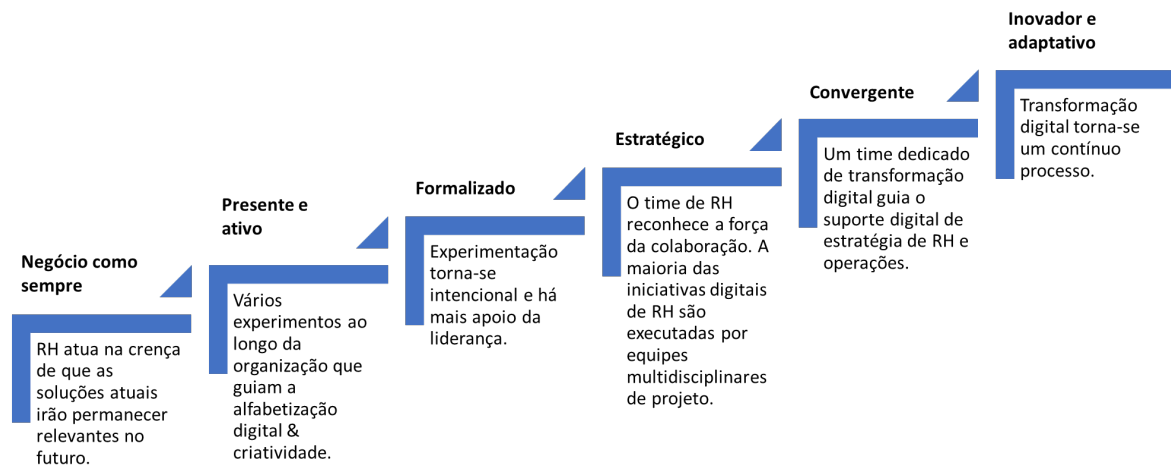 Negócio como
sempre
RH atua na crença
de que as
soluções atuais
irão permacer
relevantes no
futuro.
Presente e
ativo
Vários
experimentos ao
longo da
organização que
guiam a
alfabetização
digital &
criatividade.
Formalizado
Experimentação
torna-se
intencional e há
mais apoio da
liderança.
Estratégico
O time de RH
reconhece a força
da colaboração. A
maioria das
iniciativas digitais
de RH são
executadas por
equipes
multidisciplinares
de projeto.
Convergente
Um time dedicado
de transformação
digital guia o
suporte digital de
estratégia de RH e
operações.
Inovador e
adaptativo
Transformação
digital torna-se
um contínuo
processo.